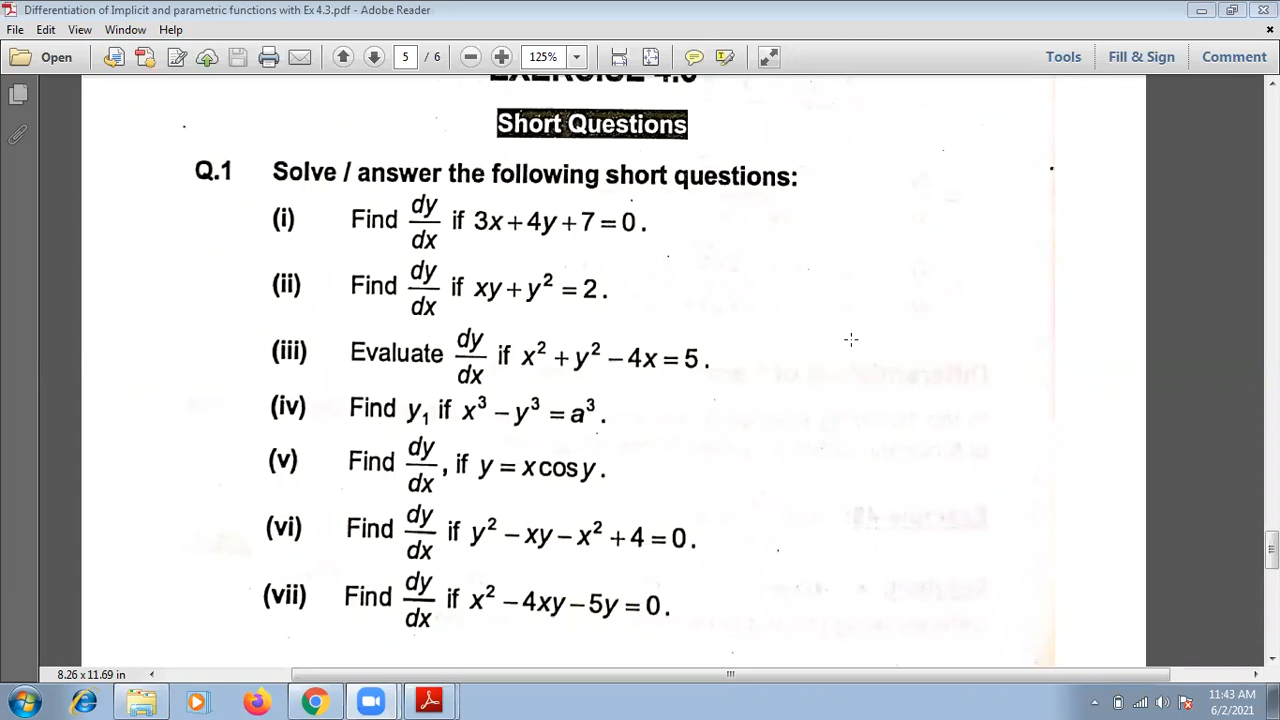 Differentiation of Implicit and parametric functions with Ex 4.3.pdf - Adobe Reader
File Edit View Window Help
Open 5 / 6 125% Tools Fill & Sign Comment
Short Questions
Q.1 Solve / answer the following short questions:
(i) Find dy/dx if 3x + 4y + 7 = 0.
(ii) Find dy/dx if xy + y² = 2.
(iii) Evaluate dy/dx if x² + y² – 4x = 5.
(iv) Find y₁ if x³ – y³ = a³.
(v) Find dy/dx, if y = x cos y.
(vi) Find dy/dx if y² – xy – x² + 4 = 0.
(vii) Find dy/dx if x² – 4xy – 5y = 0.
8.26 x 11.69 in
11:43 AM
6/2/2021